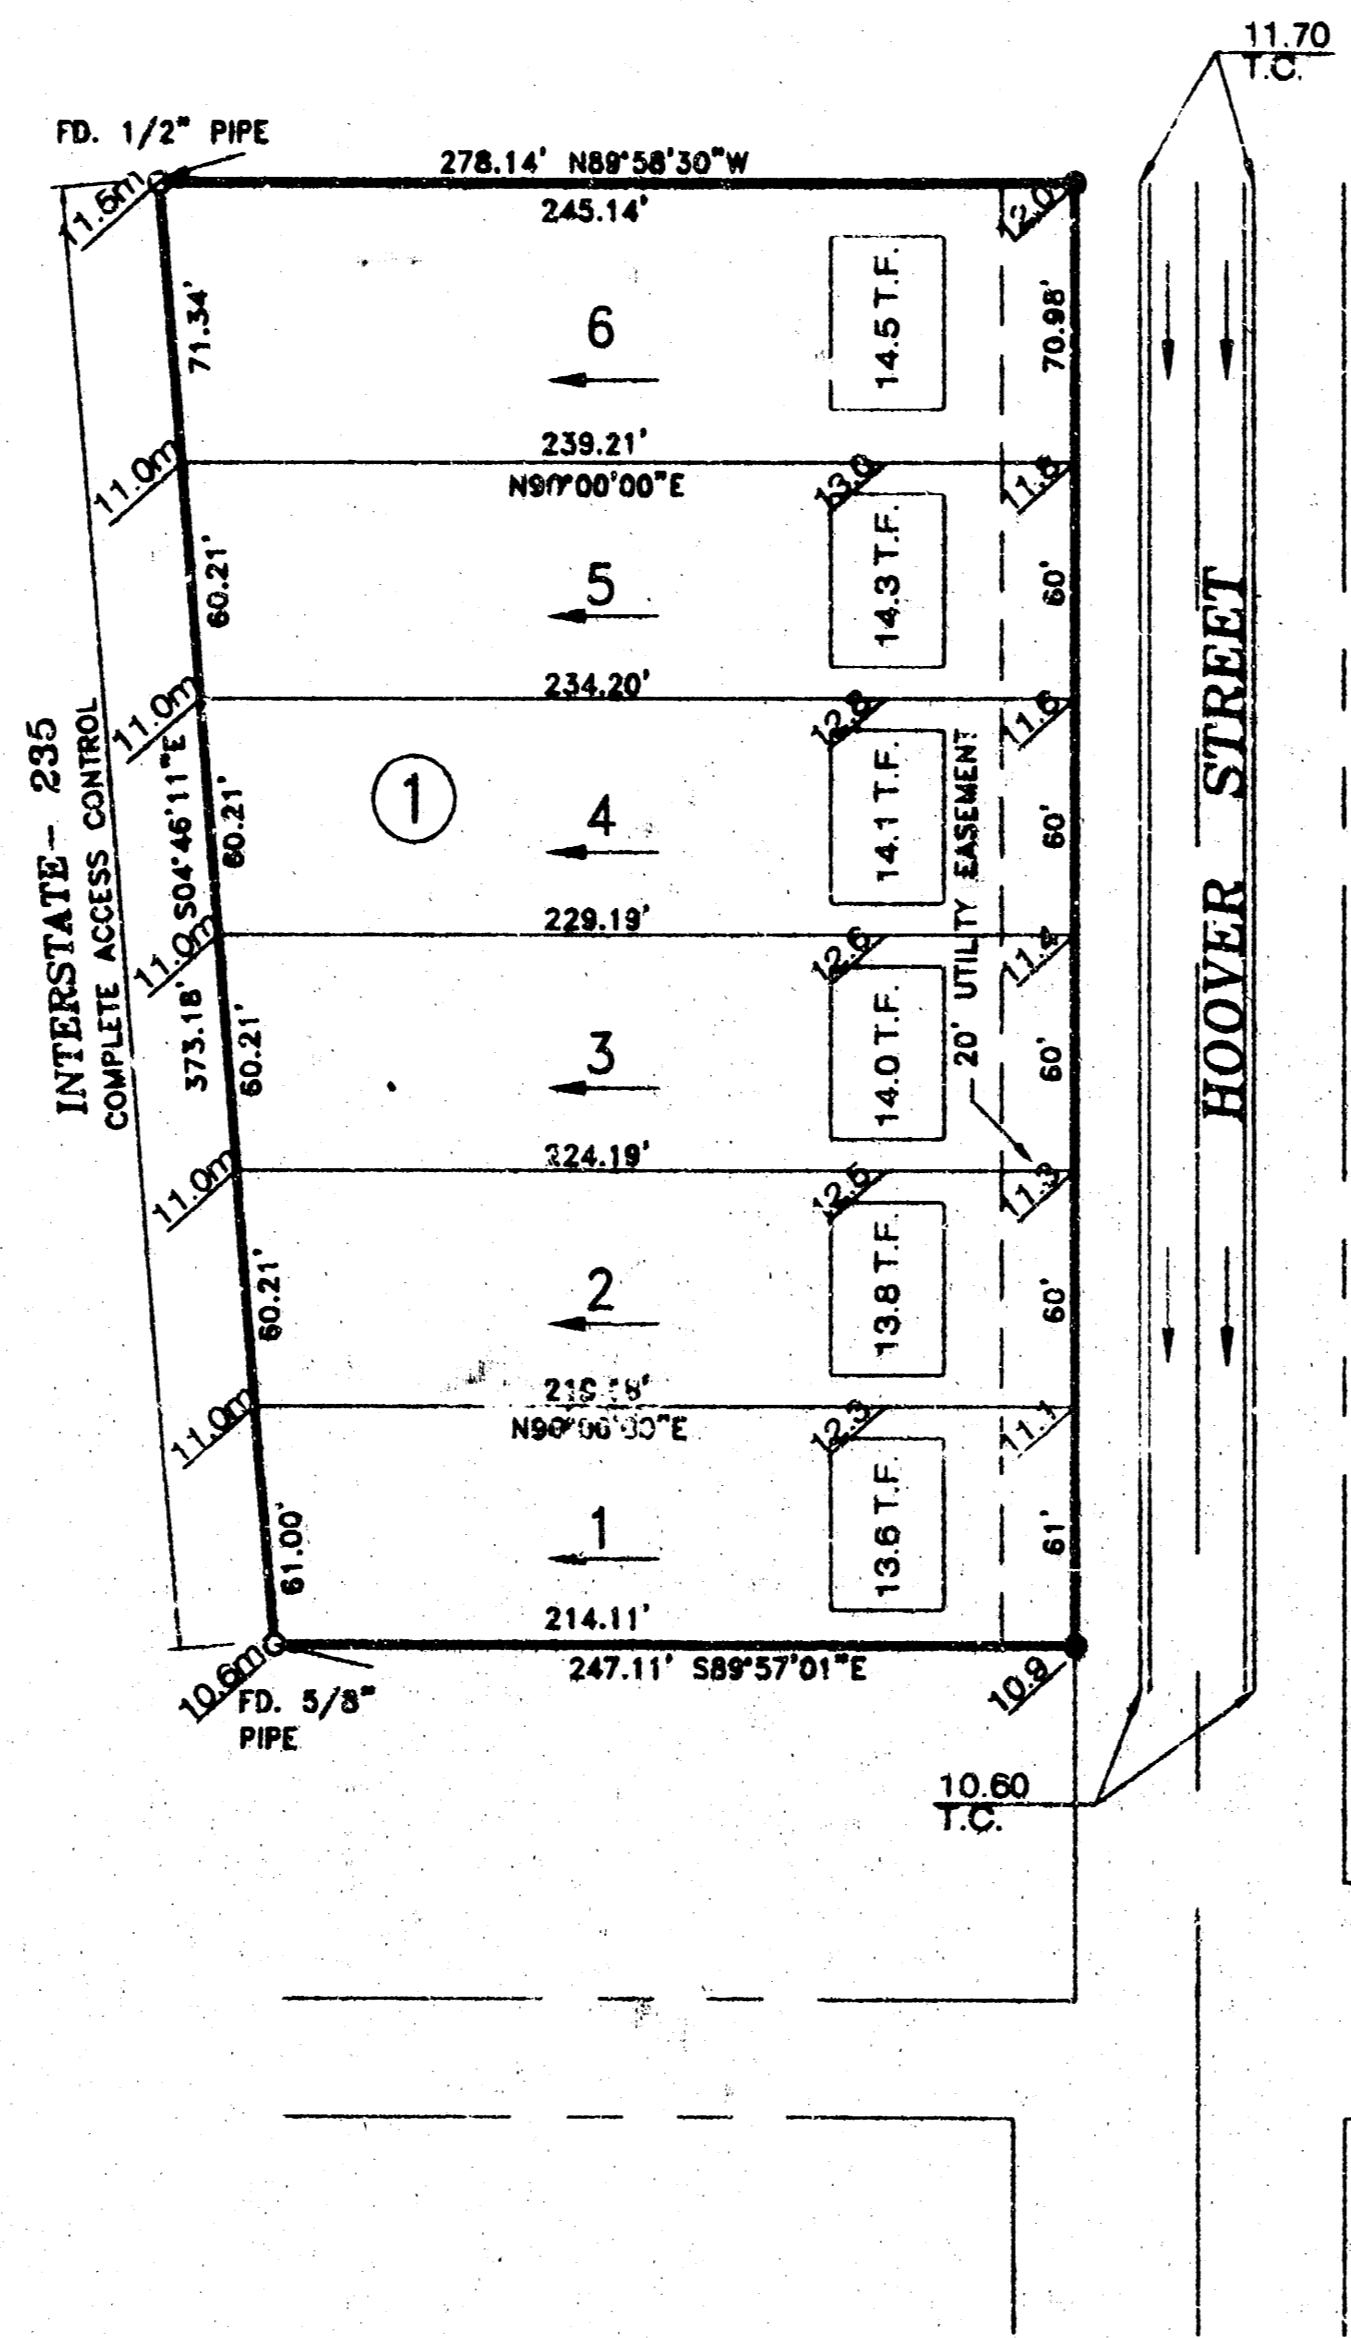 11.70
T.C.
FD. 1/2" PIPE
278.14' N89°58'30"W
11.6m
245.14'
12.0
71.34'
6
14.5 T.F.
70.98'
239.21'
11.0m
N90°00'00"E
13.0
11.8
60.21'
5
14.3 T.F.
60'
234.20'
11.0m
12.8
11.6
INTERSTATE - 235
COMPLETE ACCESS CONTROL
373.18' S04°46'11"E
60.21'
1
4
14.1 T.F.
20' UTILITY EASEMENT
60'
HOOVER STREET
229.19'
11.0m
12.6
60.21'
3
14.0 T.F.
60'
224.19'
11.0m
12.5
11.3
60.21'
2
13.8 T.F.
60'
N90°00'00"E
11.0m
12.3
11.1
61.00'
1
13.6 T.F.
61'
214.11'
247.11' S89°57'01"E
10.6m
10.9
FD. 5/8"
PIPE
10.60
T.C.